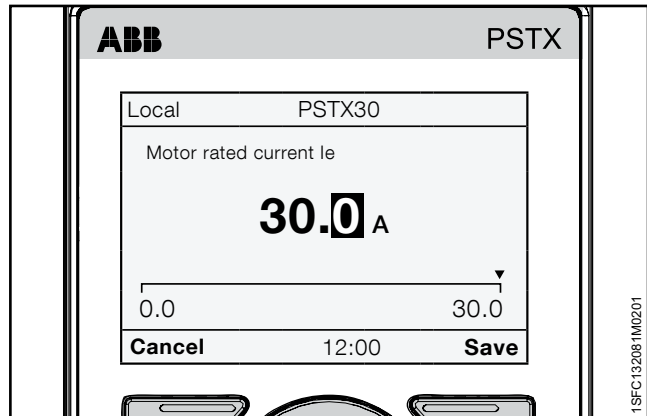 ABB PSTX
Local PSTX30
Motor rated current Ie
30.0 A
0.0 30.0
Cancel 12:00 Save
1SFC132081M0201